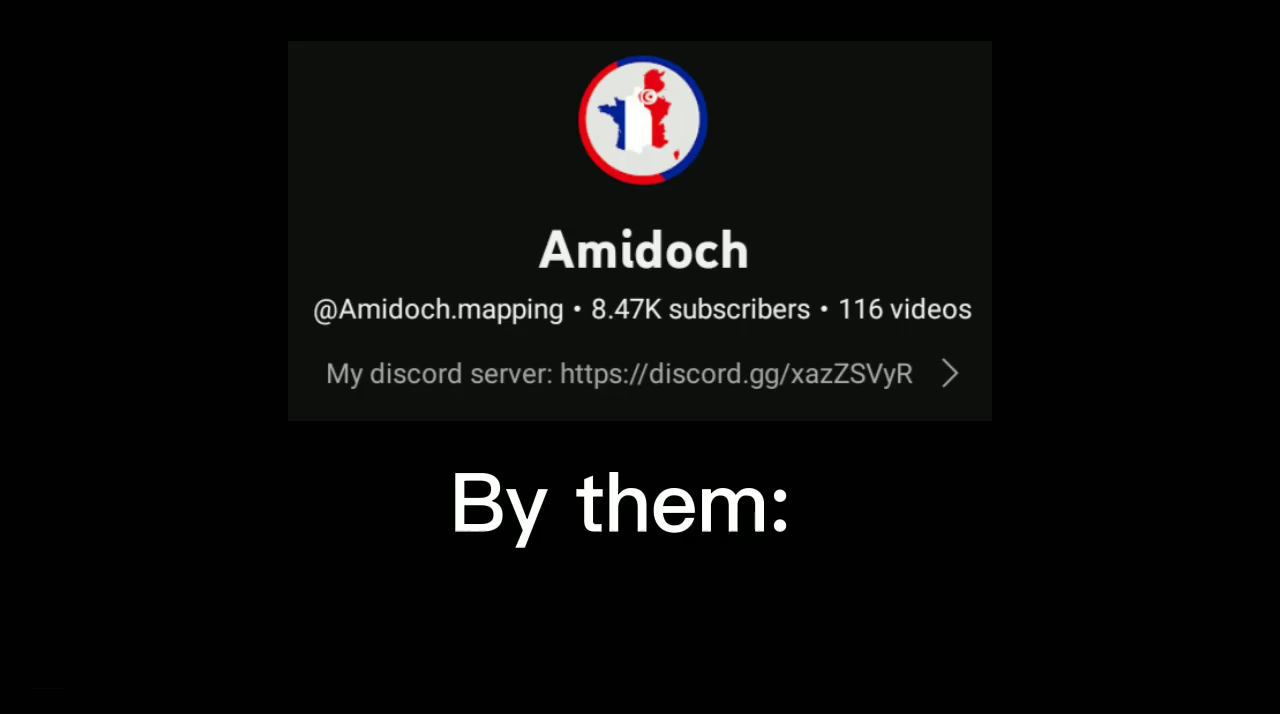 Amidoch
@Amidoch.mapping • 8.47K subscribers • 116 videos
My discord server: https://discord.gg/xazZSVyR
By them: